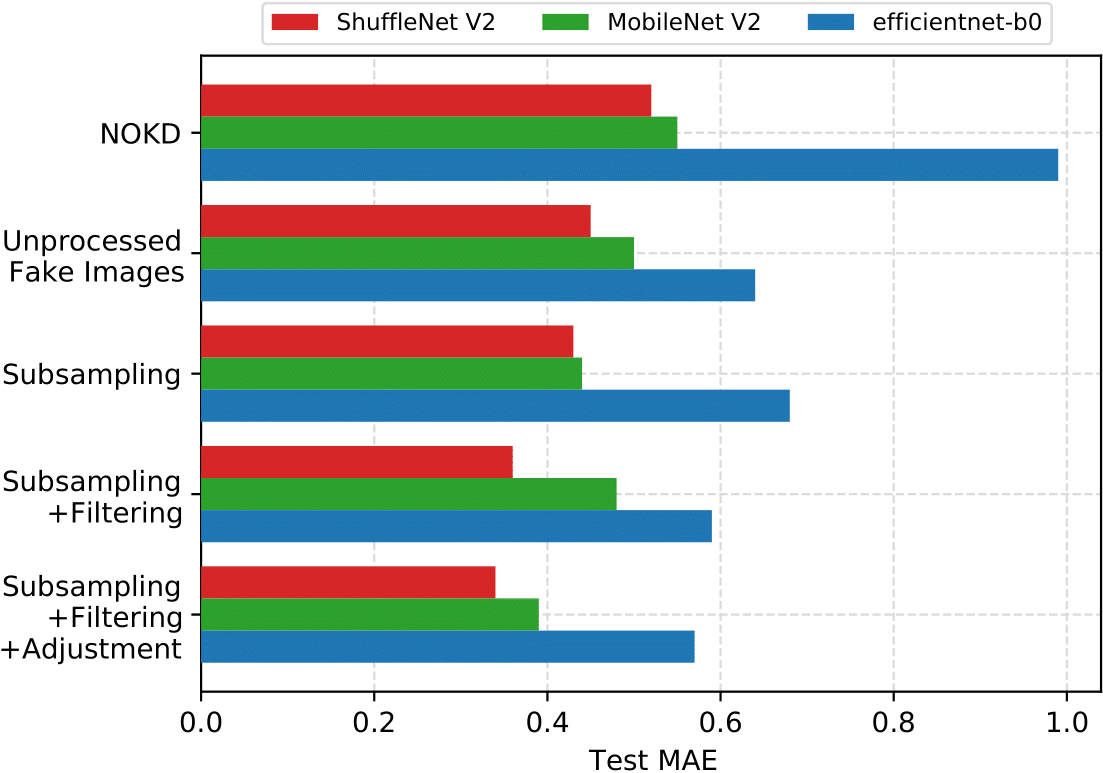 ShuffleNet V2 MobileNet V2 efficientnet-b0
NOKD
Unprocessed
Fake Images
Subsampling
Subsampling
+Filtering
Subsampling
+Filtering
+Adjustment
0.0 0.2 0.4 0.6 0.8 1.0
Test MAE